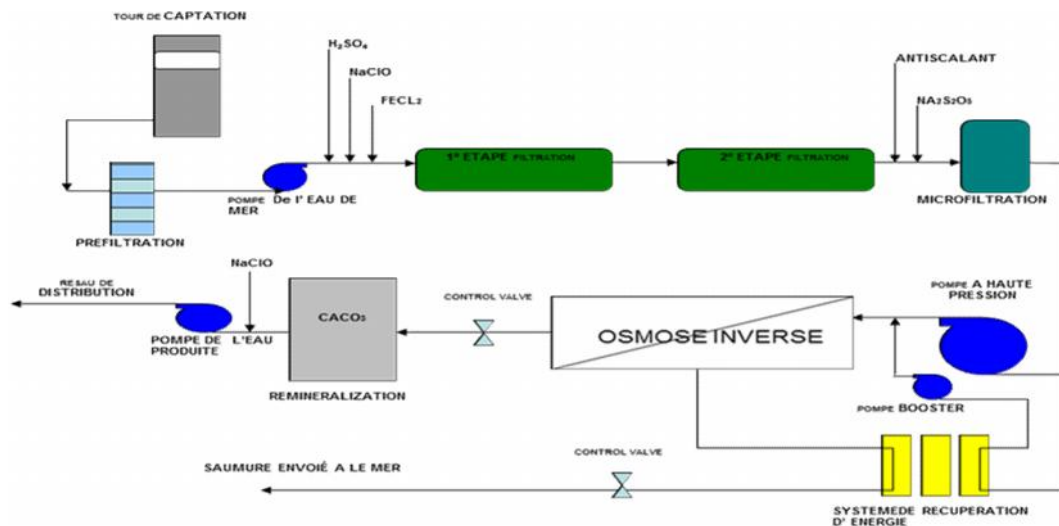 TOUR DE CAPTATION
H₂SO₄
NaClO
FECL₂
ANTISCALANT
NA₂S₂O₅
1º ETAPE FILTRATION
2º ETAPE FILTRATION
POMPE De l' EAU DE
MER
MICROFILTRATION
PREFILTRATION
NaClO
RESAU DE
DISTRIBUTION
CONTROL VALVE
POMPE A HAUTE
PRESSION
CACO₃
OSMOSE INVERSE
POMPE DE L'EAU
PRODUITE
REMINERALIZATION
POMPE BOOSTER
CONTROL VALVE
SAUMURE ENVOIÉ A LE MER
SYSTEMEDE RECUPERATION
D' ENERGIE